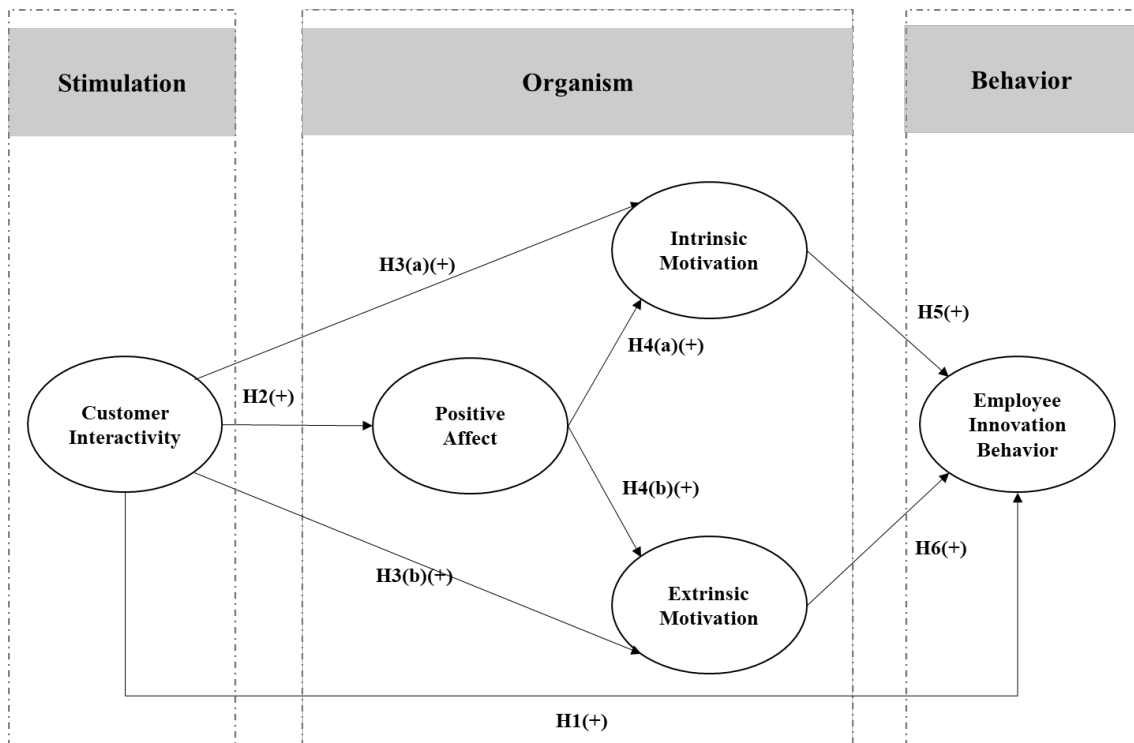 Stimulation
Organism
Behavior
Intrinsic
Motivation
H3(a)(+)
H5(+)
H4(a)(+)
H2(+)
Customer
Interactivity
Positive
Affect
Employee
Innovation
Behavior
H4(b)(+)
H6(+)
H3(b)(+)
Extrinsic
Motivation
H1(+)